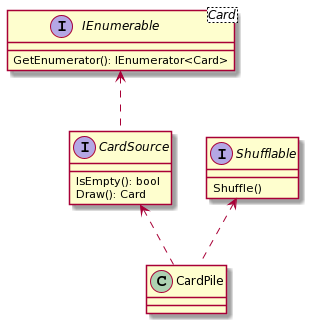 Card
I IEnumerable
GetEnumerator(): IEnumerator<Card>
I CardSource
IsEmpty(): bool
Draw(): Card
I Shufflable
Shuffle()
C CardPile